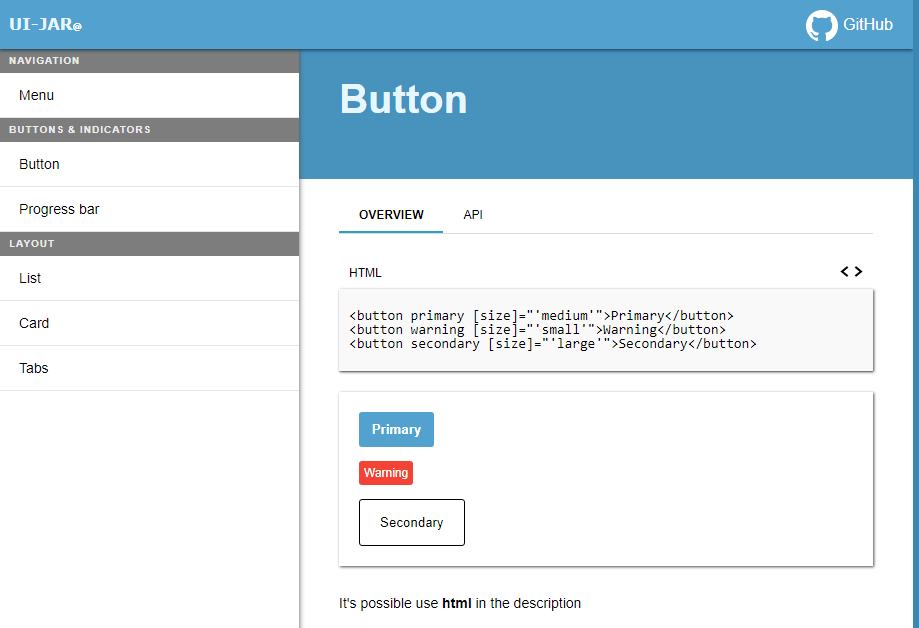 UI-JAR@
GitHub
NAVIGATION
Menu
BUTTONS & INDICATORS
Button
Progress bar
LAYOUT
List
Card
Tabs
Button
OVERVIEW API
HTML <>
<button primary [size]="'medium'">Primary</button>
<button warning [size]="'small'">Warning</button>
<button secondary [size]="'large'">Secondary</button>
Primary
Warning
Secondary
It's possible use html in the description